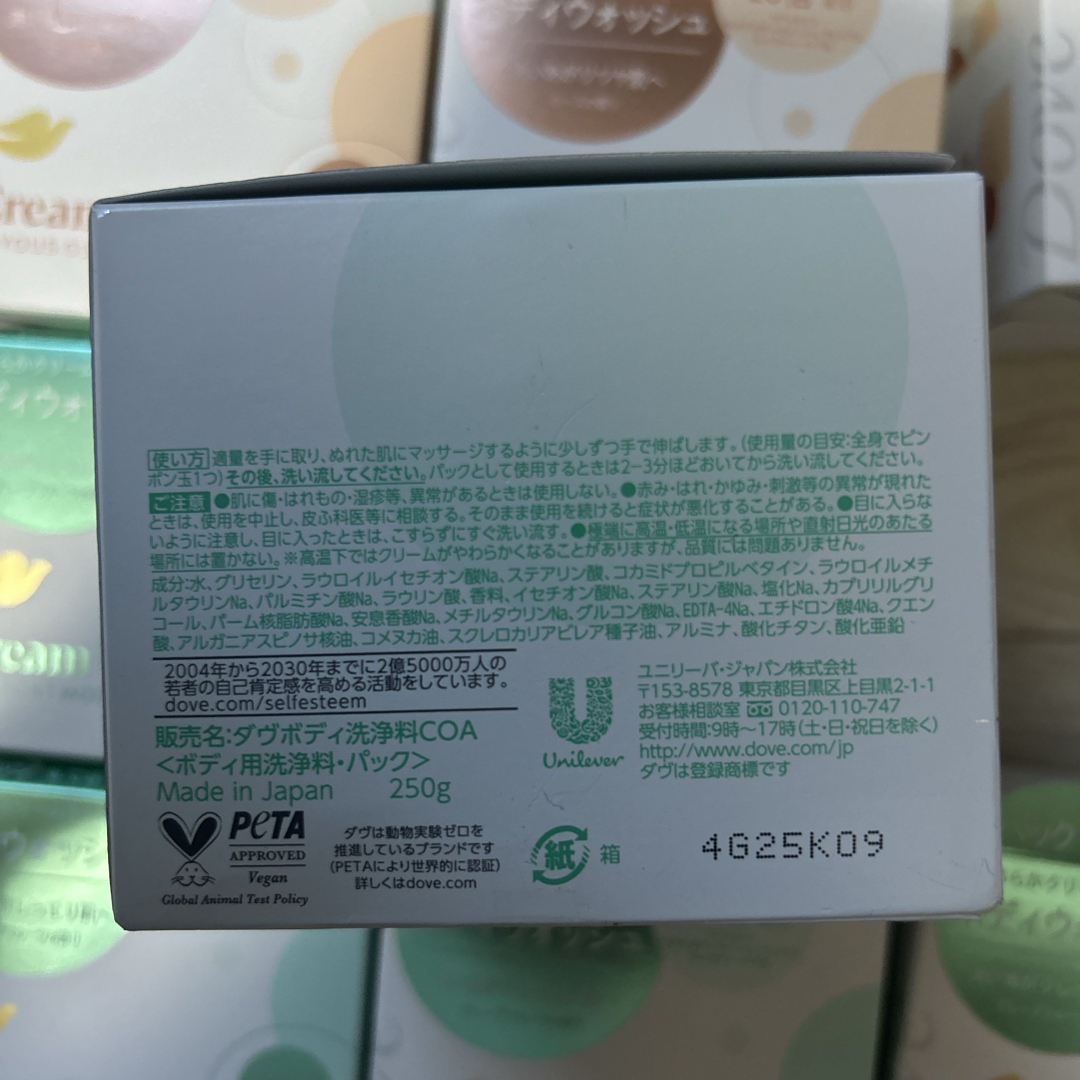 ディウォッシュ
Dove
Cream
使い方 適量を手に取り、ぬれた肌にマッサージするように少しずつ手で伸ばします。(使用量の目安:全身でピン
ポン玉1つ)その後、洗い流してください。パックとして使用するときは2-3分ほどおいてから洗い流してください。
ご注意 ●肌に傷・はれもの・湿疹等、異常があるときは使用しない。●赤み・はれ・かゆみ・刺激等の異常が現れた
ときは、使用を中止し、皮ふ科医等に相談する。そのまま使用を続けると症状が悪化することがある。●目に入らな
いように注意し、目に入ったときは、こすらずにすぐ洗い流す。●極端に高温・低温になる場所や直射日光のあたる
場所には置かない。※高温下ではクリームがやわらかくなることがありますが、品質には問題ありません。
成分:水、グリセリン、ラウロイルイセチオン酸Na、ステアリン酸、コカミドプロピルベタイン、ラウロイルメチ
ルタウリンNa、パルミチン酸Na、ラウリン酸、香料、イセチオン酸Na、ステアリン酸Na、塩化Na、カプリリルグリ
コール、パーム核脂肪酸Na、安息香酸Na、メチルタウリンNa、グルコン酸Na、EDTA-4Na、エチドロン酸4Na、クエン
酸、アルガニアスピノサ核油、コメヌカ油、スクレロカリアビレア種子油、アルミナ、酸化チタン、酸化亜鉛
2004年から2030年までに2億5000万人の
若者の自己肯定感を高める活動をしています。
dove.com/selfesteem
販売名:ダヴボディ洗浄料COA
<ボディ用洗浄料・パック>
Made in Japan 250g
Unilever
ユニリーバ・ジャパン株式会社
〒153-8578 東京都目黒区上目黒2-1-1
お客様相談室 0120-110-747
受付時間:9時〜17時(土・日・祝日を除く)
http://www.dove.com/jp
ダヴは登録商標です
PETA
APPROVED
Vegan
Global Animal Test Policy
ダヴは動物実験ゼロを
推進しているブランドです
(PETAにより世界的に認証)
詳しくはdove.com
紙 箱
4G25K09
eam